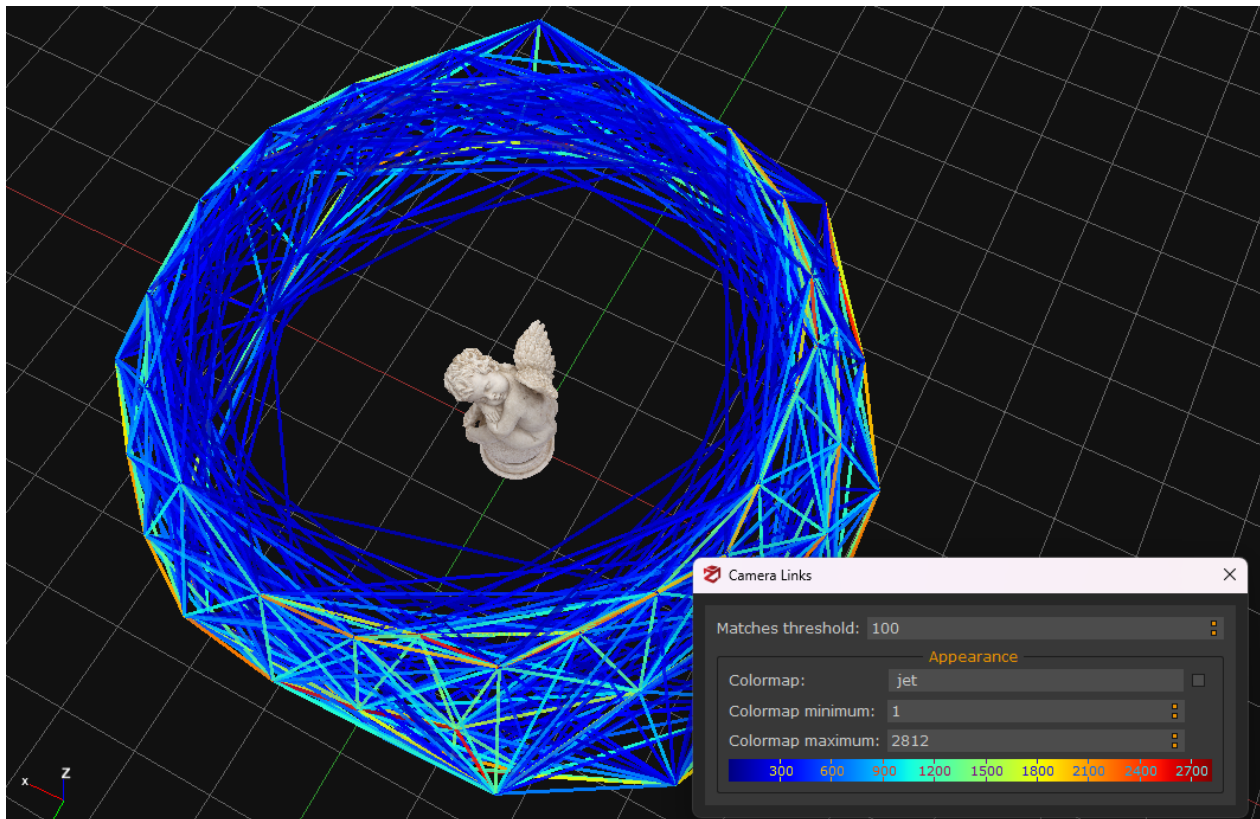 Camera Links
Matches threshold: 100
Appearance
Colormap: jet
Colormap minimum: 1
Colormap maximum: 2812
300 600 900 1200 1500 1800 2100 2400 2700
x Z